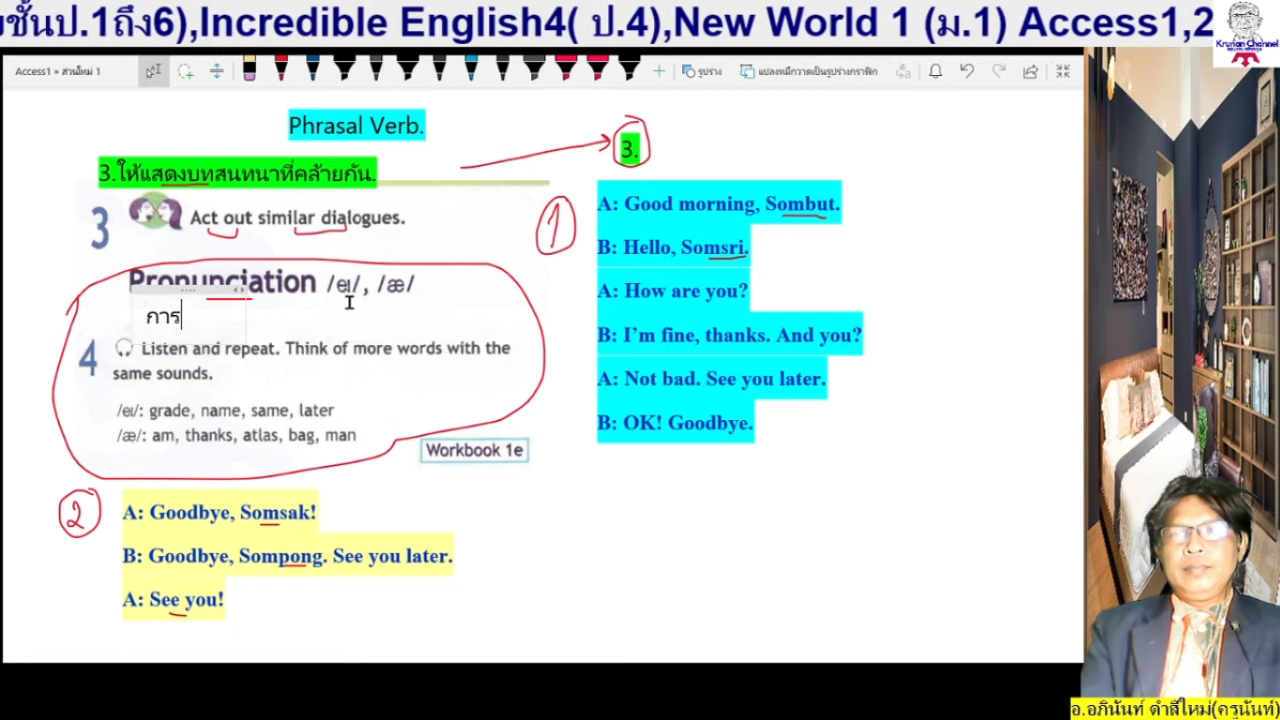 ชั้นป.1ถึง6),Incredible English4( ป.4),New World 1 (ม.1) Access1,2
Krunan Channel
Access1 » ส่วนใหม่ 1
รูปร่าง
แปลงหมึกวาดเป็นรูปร่างกราฟิก
Phrasal Verb.
3.
3.ให้แสดงบทสนทนาที่คล้ายกัน.
3 Act out similar dialogues.
1
A: Good morning, Sombut.
B: Hello, Somsri.
A: How are you?
B: I'm fine, thanks. And you?
A: Not bad. See you later.
B: OK! Goodbye.
Pronunciation /eɪ/, /æ/
การ
4 Listen and repeat. Think of more words with the
same sounds.
/eɪ/: grade, name, same, later
/æ/: am, thanks, atlas, bag, man
Workbook 1e
2
A: Goodbye, Somsak!
B: Goodbye, Sompong. See you later.
A: See you!
อ.อภินันท์ ดำสีใหม่(ครูนันท์)